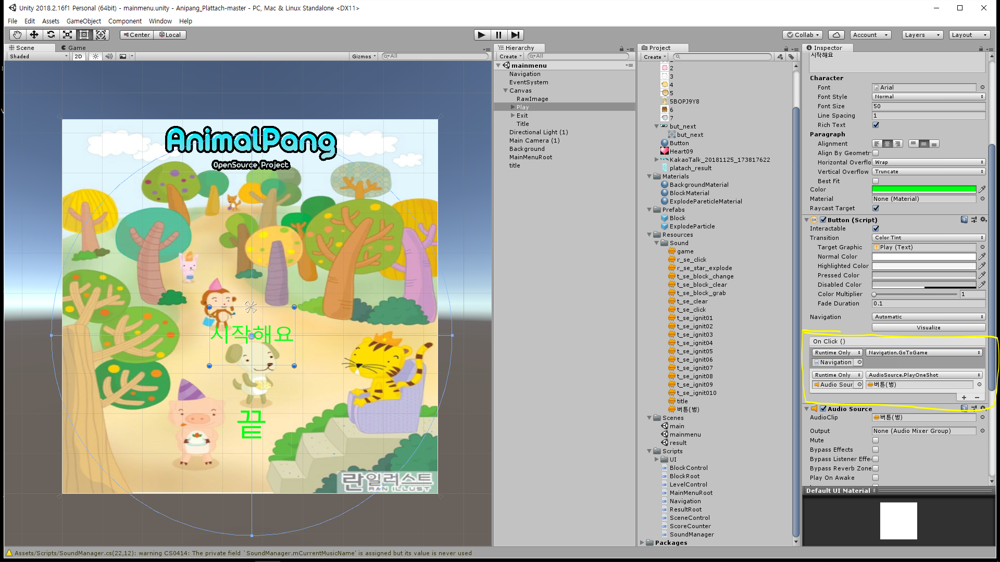 Unity 2018.2.16f1 Personal (64bit) - mainmenu.unity - Anipang_Plattach-master - PC, Mac & Linux Standalone <DX11>
File Edit Assets GameObject Component Window Help
Center Local
Collab Account Layers Layout
Scene Game
Shaded 2D Gizmos All
AnimalPang
OpenSource Project
시작해요
끝
란일러스트
RAN ILLUST
Hierarchy
Create All
mainmenu
Navigation
EventSystem
Canvas
RawImage
Play
Exit
Title
Directional Light (1)
Main Camera (1)
Background
MainMenuRoot
title
Project
Create
2
3
4
5
5BOPJ9Y8
6
7
but_next
but_next
Button
Heart09
KakaoTalk_20181125_173817622
platach_result
Materials
BackgroundMaterial
BlockMaterial
ExplodePareticleMaterial
Prefabs
Block
ExplodeParticle
Resources
Sound
game
r_se_click
r_se_star_explode
t_se_block_change
t_se_block_clear
t_se_block_grab
t_se_clear
t_se_click
t_se_ignit01
t_se_ignit02
t_se_ignit03
t_se_ignit04
t_se_ignit05
t_se_ignit06
t_se_ignit07
t_se_ignit08
t_se_ignit09
t_se_ignit010
title
버튼(벙)
Scenes
main
mainmenu
result
Scripts
UI
BlockControl
BlockRoot
LevelControl
MainMenuRoot
Navigation
ResultRoot
SceneControl
ScoreCounter
SoundManager
Packages
Inspector
시작해요
Character
Font Arial
Font Style Normal
Font Size 50
Line Spacing 1
Rich Text
Paragraph
Alignment
Align By Geometr
Horizontal Overflo Wrap
Vertical Overflow Truncate
Best Fit
Color
Material None (Material)
Raycast Target
OK Button (Script)
Interactable
Transition Color Tint
Target Graphic Play (Text)
Normal Color
Highlighted Color
Pressed Color
Disabled Color
Color Multiplier 1
Fade Duration 0.1
Navigation Automatic
Visualize
On Click ()
Runtime Only Navigation.GoToGame
Navigation
Runtime Only AudioSource.PlayOneShot
Audio Sour 버튼(벙)
+ −
Audio Source
AudioClip 버튼(벙)
Output None (Audio Mixer Group)
Mute
Bypass Effects
Bypass Listener Effe
Bypass Reverb Zone
Play On Awake
Default UI Material
Assets/Scripts/SoundManager.cs(22,12): warning CS0414: The private field `SoundManager.mCurrentMusicName' is assigned but its value is never used